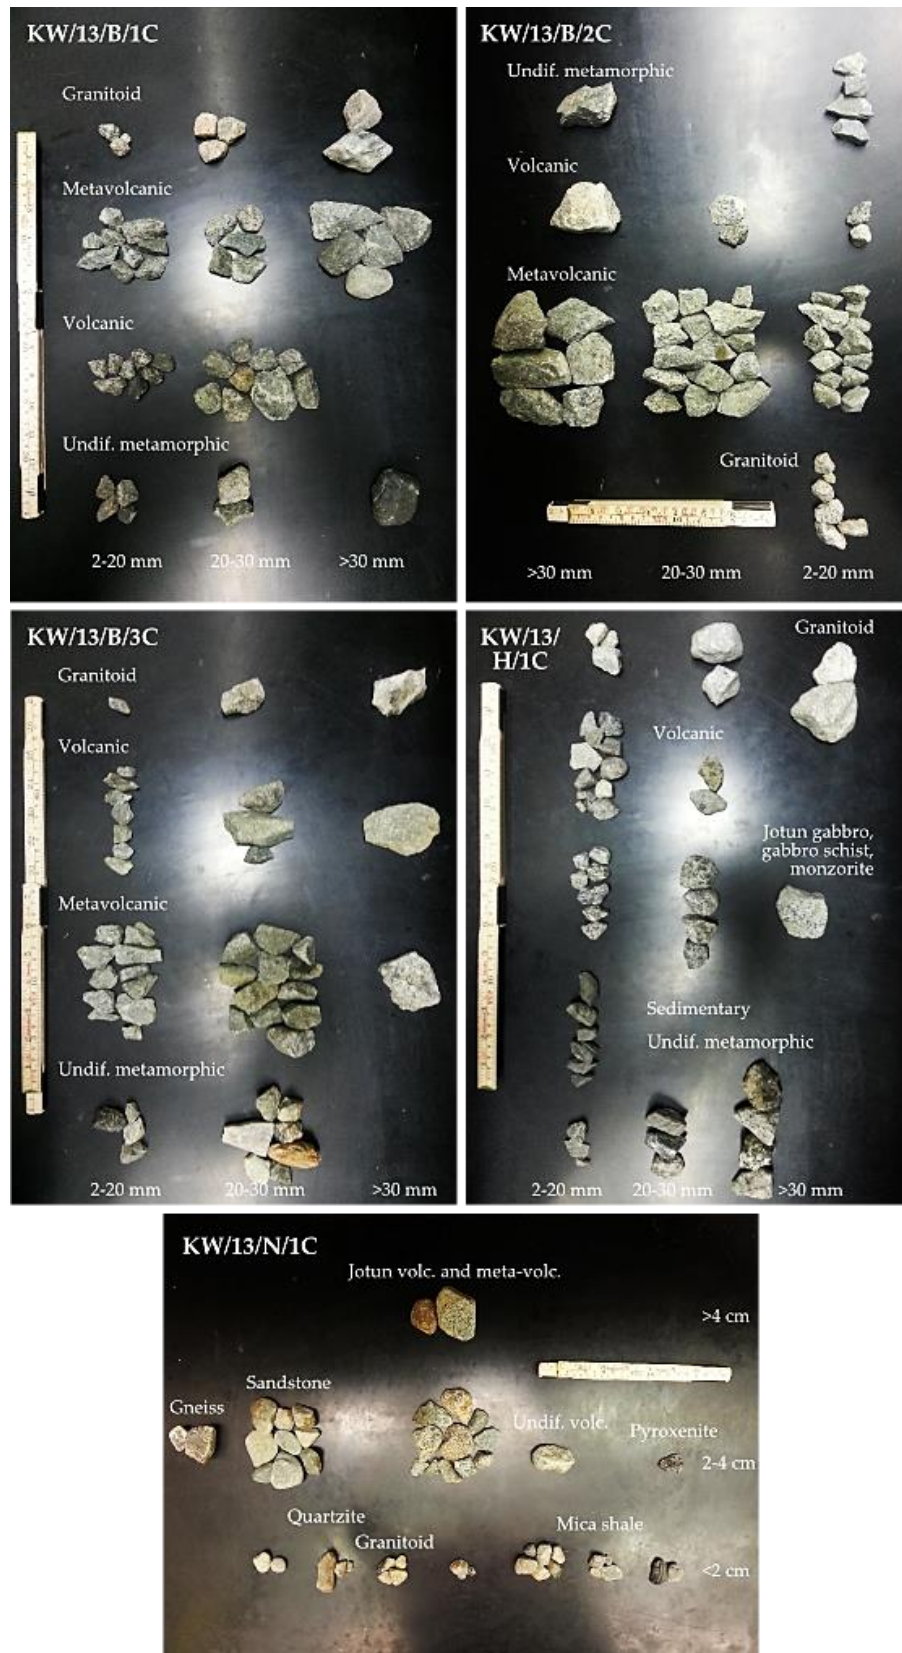 KW/13/B/1C
Granitoid
Metavolcanic
Volcanic
Undif. metamorphic
2-20 mm
20-30 mm
>30 mm
KW/13/B/2C
Undif. metamorphic
Volcanic
Metavolcanic
Granitoid
>30 mm
20-30 mm
2-20 mm
KW/13/B/3C
Granitoid
Volcanic
Metavolcanic
Undif. metamorphic
2-20 mm
20-30 mm
>30 mm
KW/13/
H/1C
Granitoid
Volcanic
Jotun gabbro,
gabbro schist,
monzorite
Sedimentary
Undif. metamorphic
2-20 mm
20-30 mm
>30 mm
KW/13/N/1C
Jotun volc. and meta-volc.
>4 cm
Sandstone
Gneiss
Undif. volc.
Pyroxenite
2-4 cm
Quartzite
Mica shale
Granitoid
<2 cm